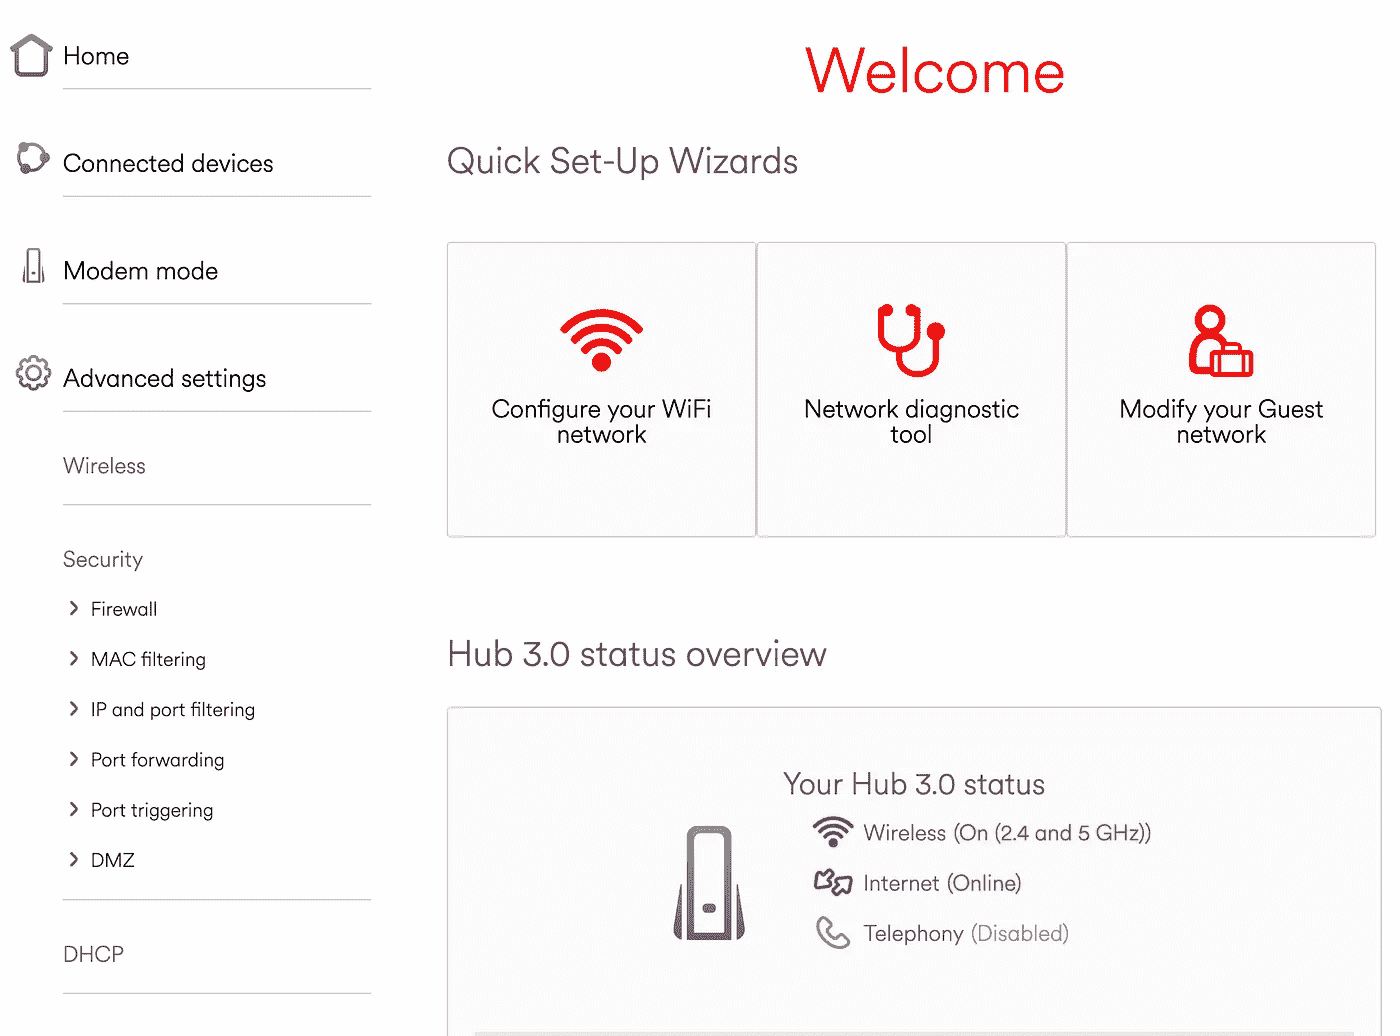 Home
Connected devices
Modem mode
Advanced settings
Wireless
Security
Firewall
MAC filtering
IP and port filtering
Port forwarding
Port triggering
DMZ
DHCP
Welcome
Quick Set-Up Wizards
Configure your WiFi
network
Network diagnostic
tool
Modify your Guest
network
Hub 3.0 status overview
Your Hub 3.0 status
Wireless (On (2.4 and 5 GHz))
Internet (Online)
Telephony (Disabled)